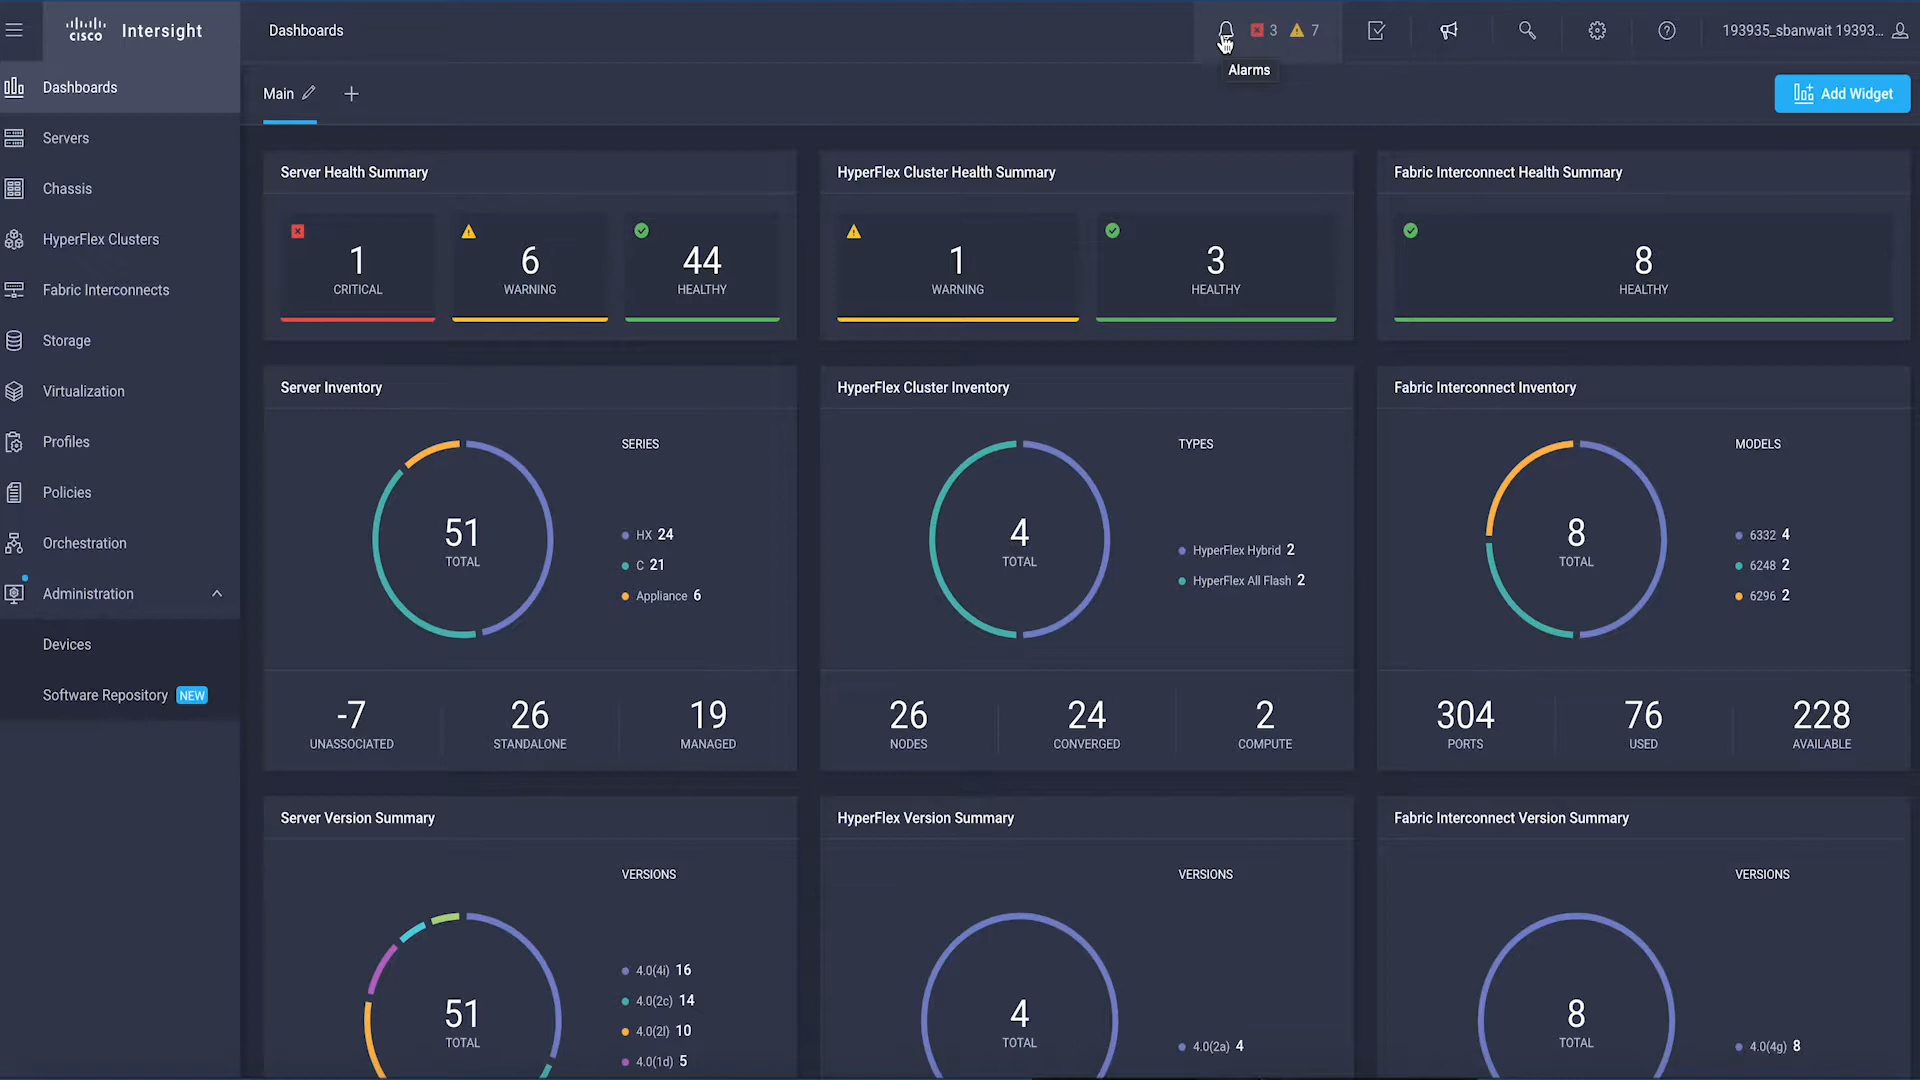 cisco Intersight
Dashboards
3 7
193935_sbanwait 19393...
Alarms
Dashboards
Servers
Chassis
HyperFlex Clusters
Fabric Interconnects
Storage
Virtualization
Profiles
Policies
Orchestration
Administration
Devices
Software Repository NEW
Main
Add Widget
Server Health Summary
1
CRITICAL
6
WARNING
44
HEALTHY
HyperFlex Cluster Health Summary
1
WARNING
3
HEALTHY
Fabric Interconnect Health Summary
8
HEALTHY
Server Inventory
51
TOTAL
SERIES
HX 24
C 21
Appliance 6
-7
UNASSOCIATED
26
STANDALONE
19
MANAGED
HyperFlex Cluster Inventory
4
TOTAL
TYPES
HyperFlex Hybrid 2
HyperFlex All Flash 2
26
NODES
24
CONVERGED
2
COMPUTE
Fabric Interconnect Inventory
8
TOTAL
MODELS
6332 4
6248 2
6296 2
304
PORTS
76
USED
228
AVAILABLE
Server Version Summary
51
TOTAL
VERSIONS
4.0(4i) 16
4.0(2c) 14
4.0(2l) 10
4.0(1d) 5
HyperFlex Version Summary
4
TOTAL
VERSIONS
4.0(2a) 4
Fabric Interconnect Version Summary
8
TOTAL
VERSIONS
4.0(4g) 8